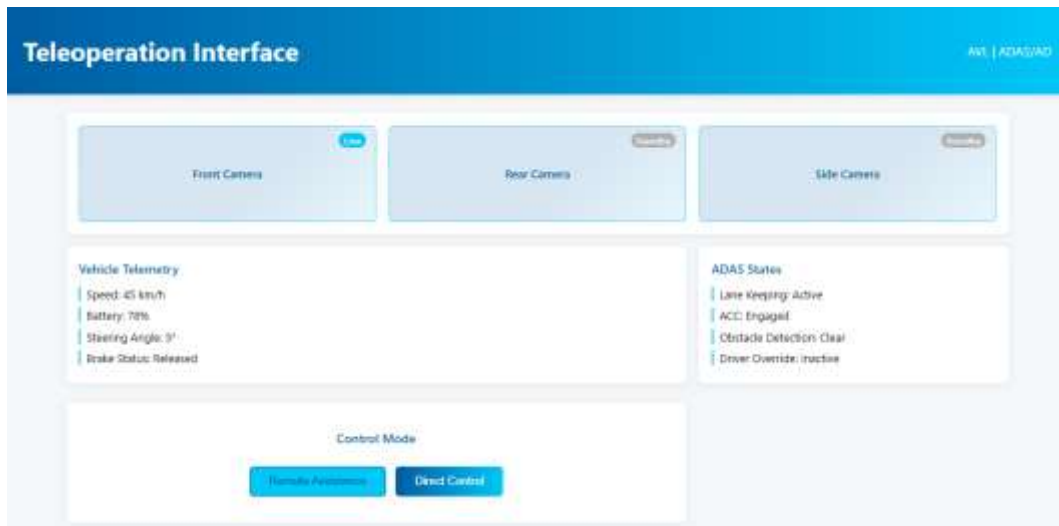 Teleoperation Interface
AVL | ADAS/AD
Live
Front Camera
Standby
Rear Camera
Standby
Side Camera
Vehicle Telemetry
Speed: 45 km/h
Battery: 78%
Steering Angle: 5°
Brake Status: Released
ADAS States
Lane Keeping: Active
ACC: Engaged
Obstacle Detection: Clear
Driver Override: Inactive
Control Mode
Remote Assistance
Direct Control